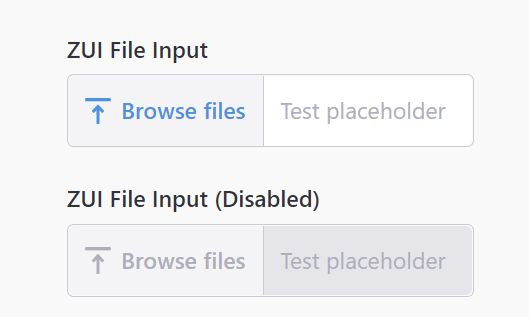 ZUI File Input
Browse files Test placeholder
ZUI File Input (Disabled)
Browse files Test placeholder